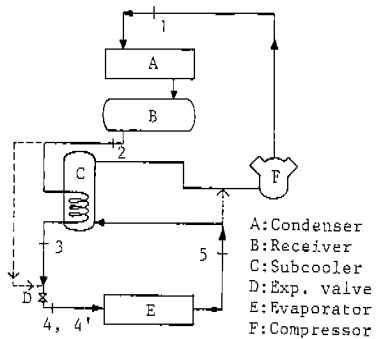 1
A
B
2
C
F
3
5
D
4, 4'
E
A:Condenser
B:Receiver
C:Subcooler
D:Exp. valve
E:Evaporator
F:Compressor